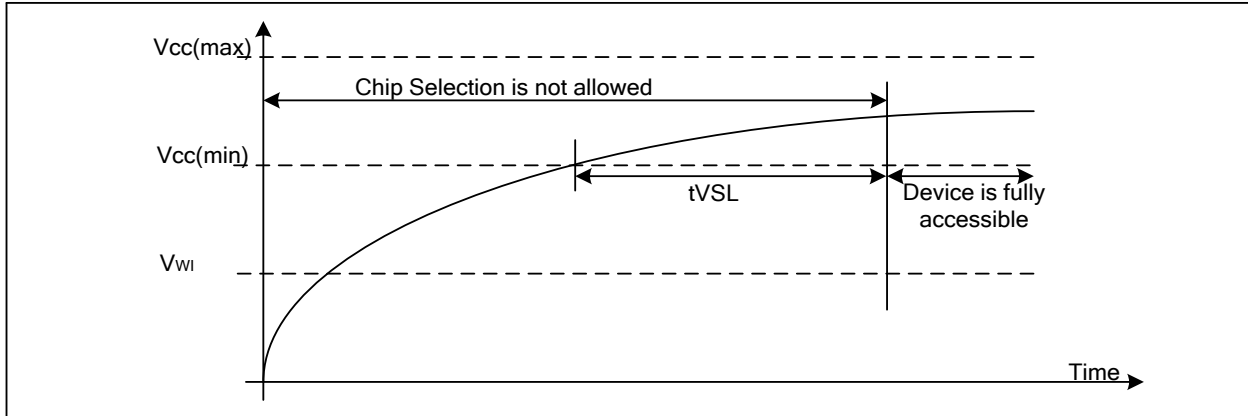 Vcc(max)
Chip Selection is not allowed
Vcc(min)
tVSL
Device is fully
accessible
VWI
Time